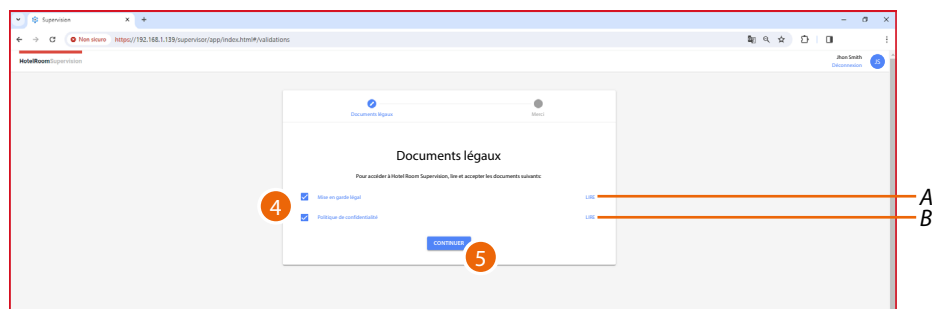 Supervision
Non sicuro https://192.168.1.139/supervisor/app/index.html#/validations
HotelRoomSupervision
Jhon Smith
Déconnexion
JS
Documents légaux
Merci
Documents légaux
Pour accéder à Hotel Room Supervision, lire et accepter les documents suivants:
4
Mise en garde légal
LIRE
A
Politique de confidentialité
LIRE
B
CONTINUER
5